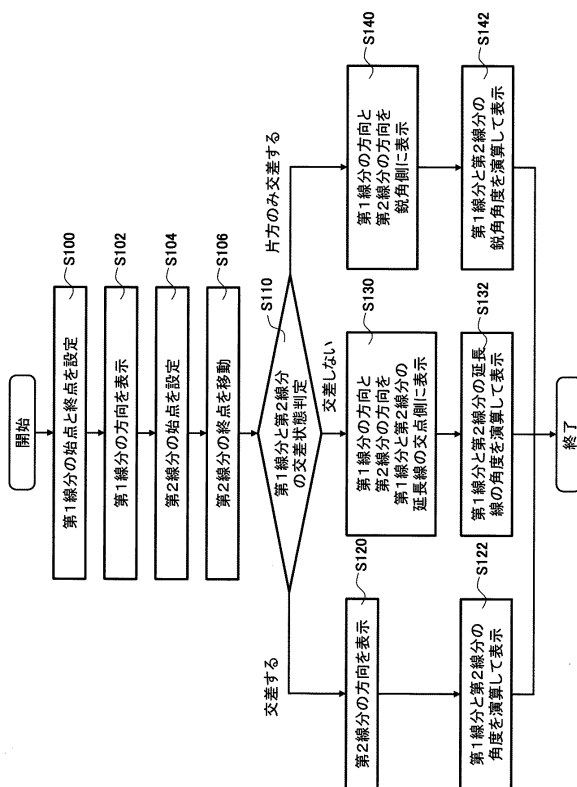 開始
S100
第1線分の始点と終点を設定
S102
第1線分の方向を表示
S104
第2線分の始点を設定
S106
第2線分の終点を移動
S110
第1線分と第2線分
の交差状態判定
交差する
交差しない
片方のみ交差する
S120
第2線分の方向を表示
S122
第1線分と第2線分の
角度を演算して表示
S130
第1線分の方向と
第2線分の方向を
第1線分と第2線分の
延長線の交点側に表示
S132
第1線分と第2線分の延長
線の角度を演算して表示
S140
第1線分の方向と
第2線分の方向を
鋭角側に表示
S142
第1線分と第2線分の
鋭角角度を演算して表示
終了